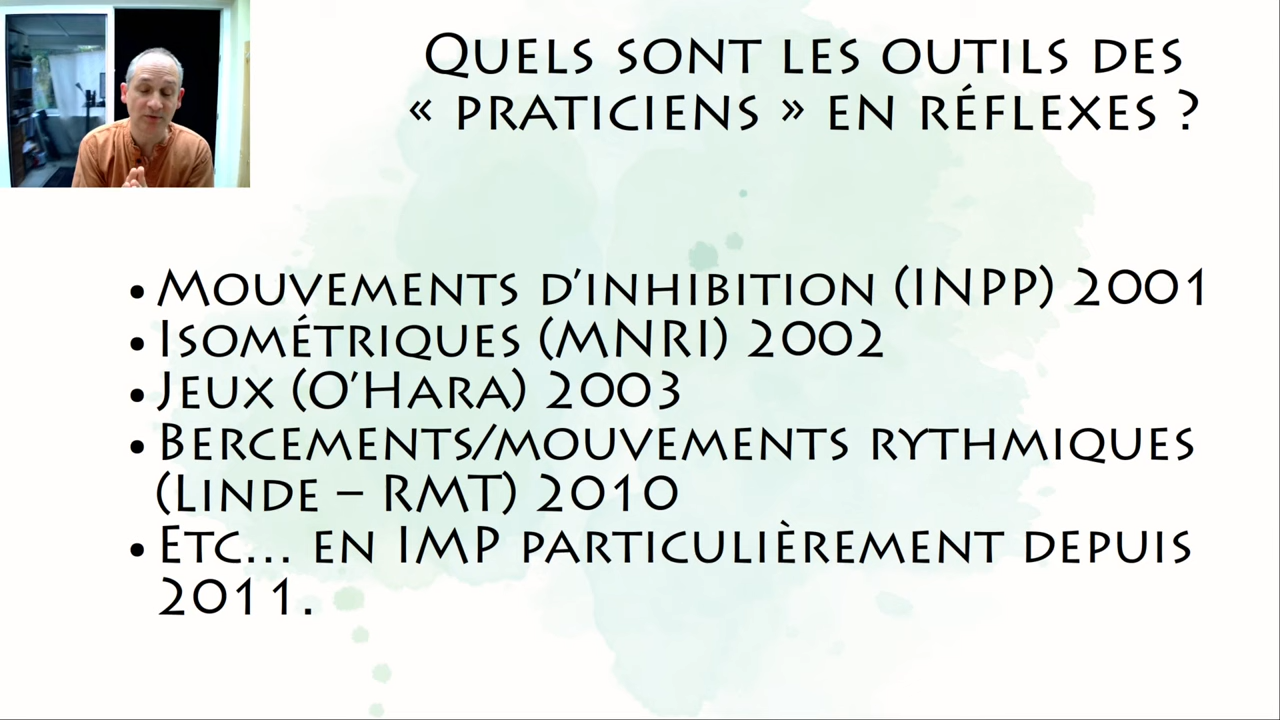 Quels sont les outils des
« praticiens » en réflexes ?
• Mouvements d'inhibition (INPP) 2001
• Isométriques (MNRI) 2002
• Jeux (O'Hara) 2003
• Bercements/mouvements rythmiques
(Linde – RMT) 2010
• Etc... en IMP particulièrement depuis
2011.